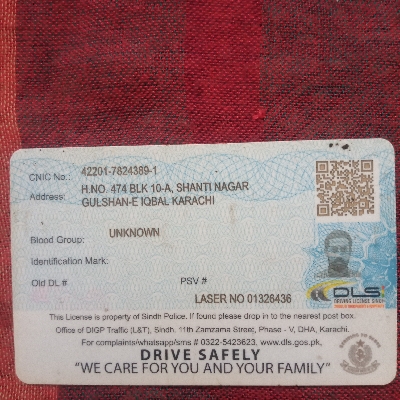 CNIC No.: 42201-7824389-1
Address: H.NO. 474 BLK 10-A, SHANTI NAGAR
GULSHAN-E IQBAL KARACHI
Blood Group: UNKNOWN
Identification Mark:
Old DL # PSV #
DLS
DRIVING LICENSE SINDH
LASER NO 01326436
This License is property of Sindh Police. If found please drop in to the nearest post box.
Office of DIGP Traffic (L&T), Sindh. 11th Zamzama Street, Phase - V, DHA, Karachi.
For complaints/whatsapp/sms # 0322-5423623. www.dls.gos.pk,
DRIVE SAFELY
"WE CARE FOR YOU AND YOUR FAMILY"